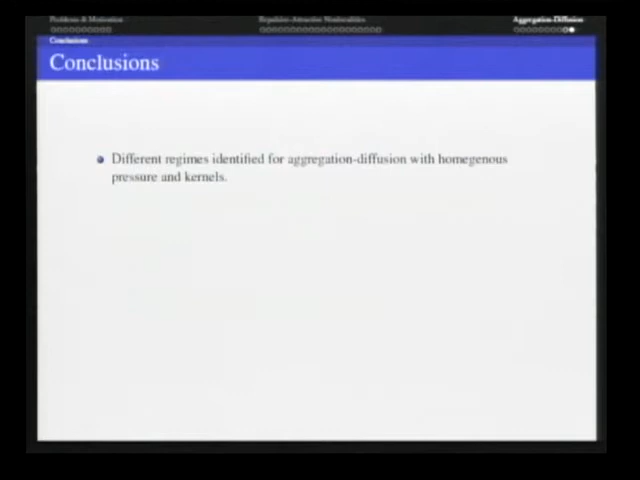 Problems & Motivation
Repulsive-Attractive Nonlocalities
Aggregation-Diffusion
Conclusions
Conclusions
Different regimes identified for aggregation-diffusion with homegenous
pressure and kernels.